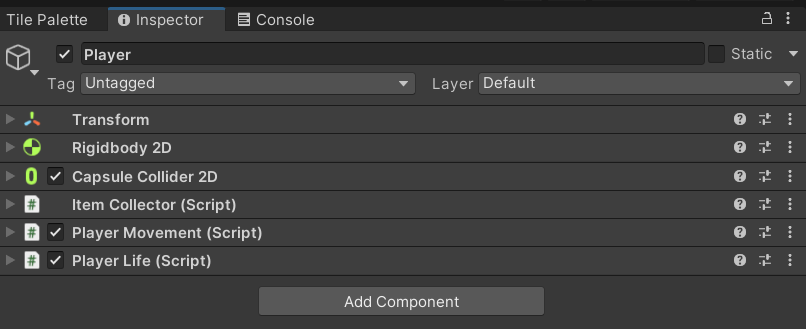 Tile Palette Inspector Console
Player Static
Tag Untagged Layer Default
Transform
Rigidbody 2D
Capsule Collider 2D
Item Collector (Script)
Player Movement (Script)
Player Life (Script)
Add Component